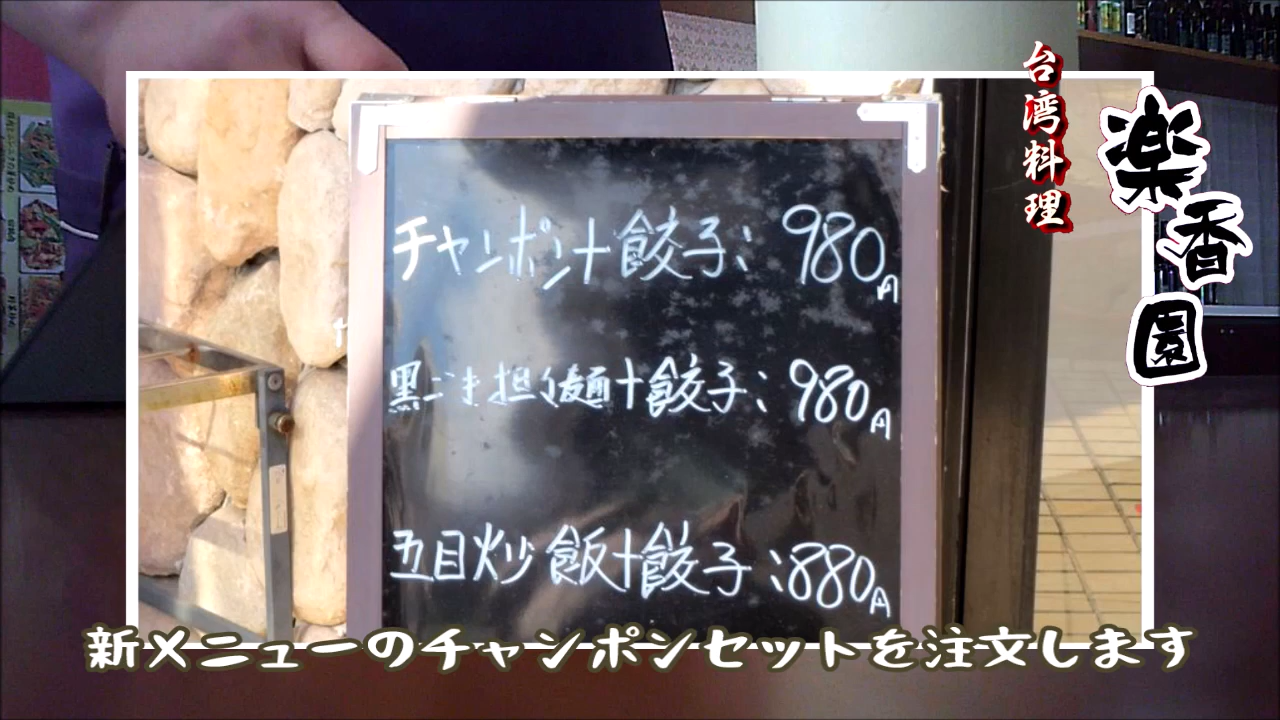 台湾料理
楽香園
チャンポン+餃子:980円
黒ごま担々麺+餃子:980円
五目炒飯+餃子:880円
新メニューのチャンポンセットを注文します